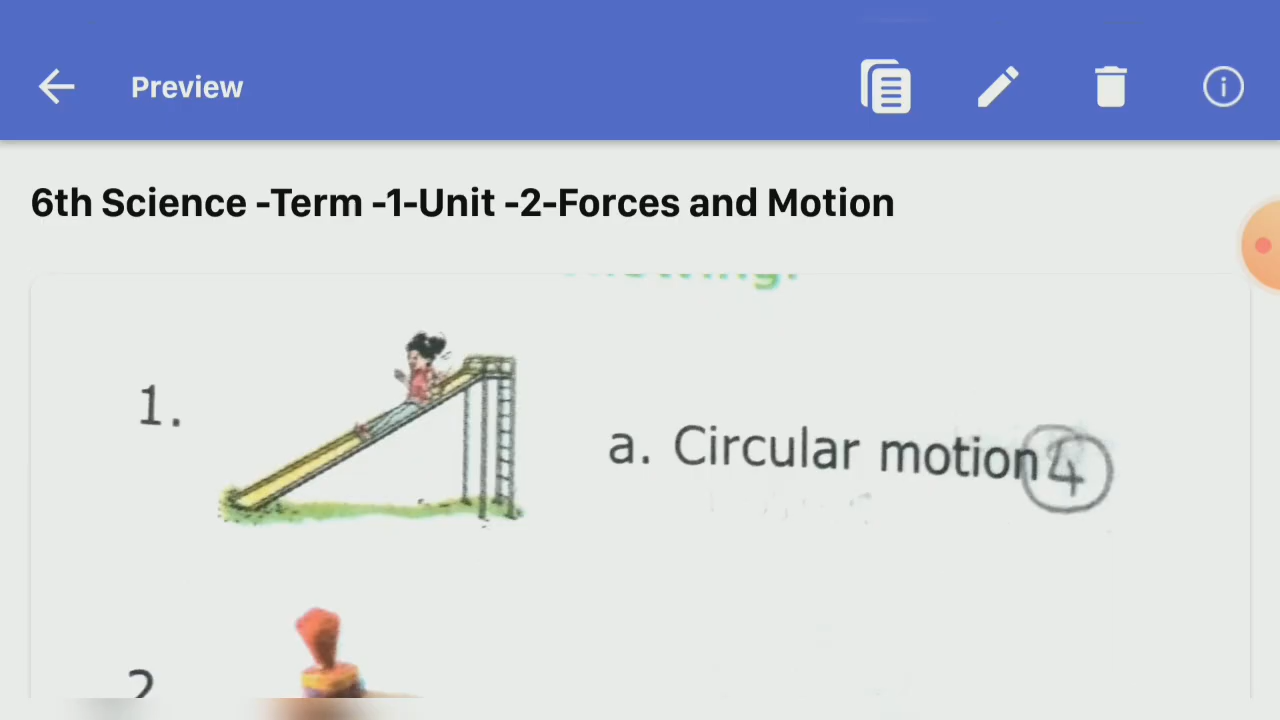 Preview
6th Science -Term -1-Unit -2-Forces and Motion
1.
a. Circular motion 4
2